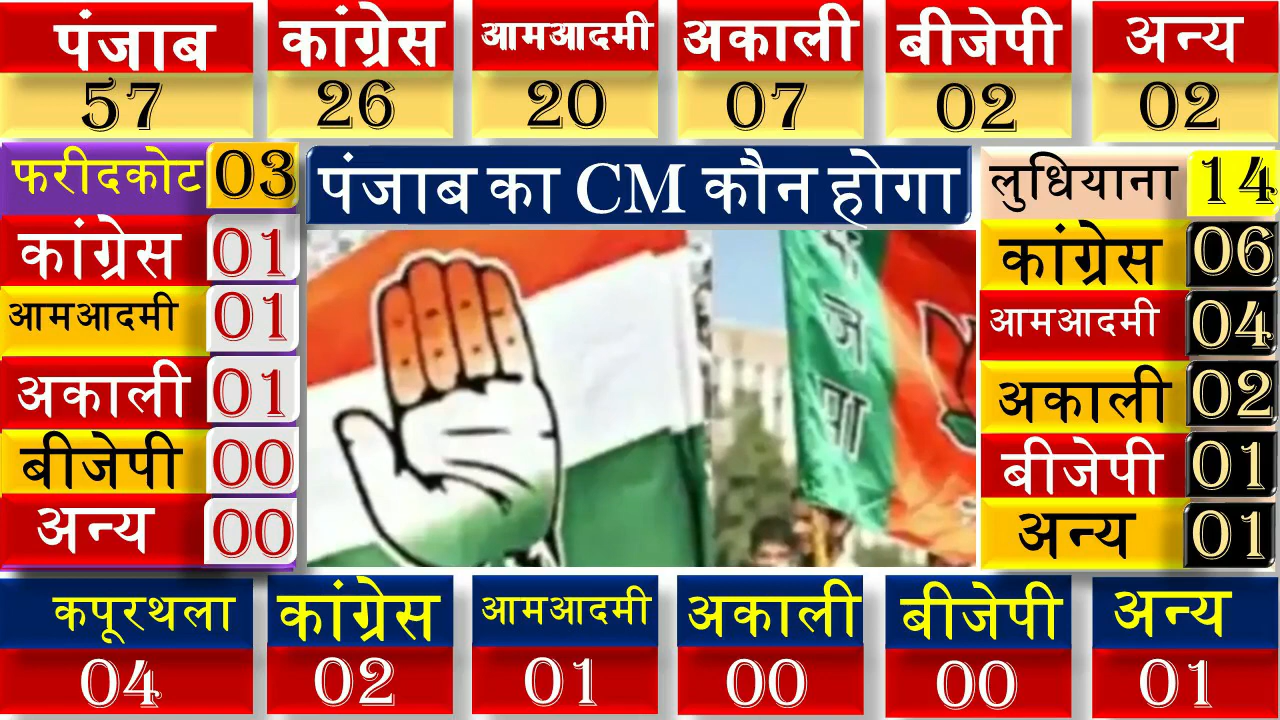 पंजाब कांग्रेस आमआदमी अकाली बीजेपी अन्य
57 26 20 07 02 02
फरीदकोट 03
कांग्रेस 01
आमआदमी 01
अकाली 01
बीजेपी 00
अन्य 00
पंजाब का CM कौन होगा
ज
पा
लुधियाना 14
कांग्रेस 06
आमआदमी 04
अकाली 02
बीजेपी 01
अन्य 01
कपूरथला कांग्रेस आमआदमी अकाली बीजेपी अन्य
04 02 01 00 00 01